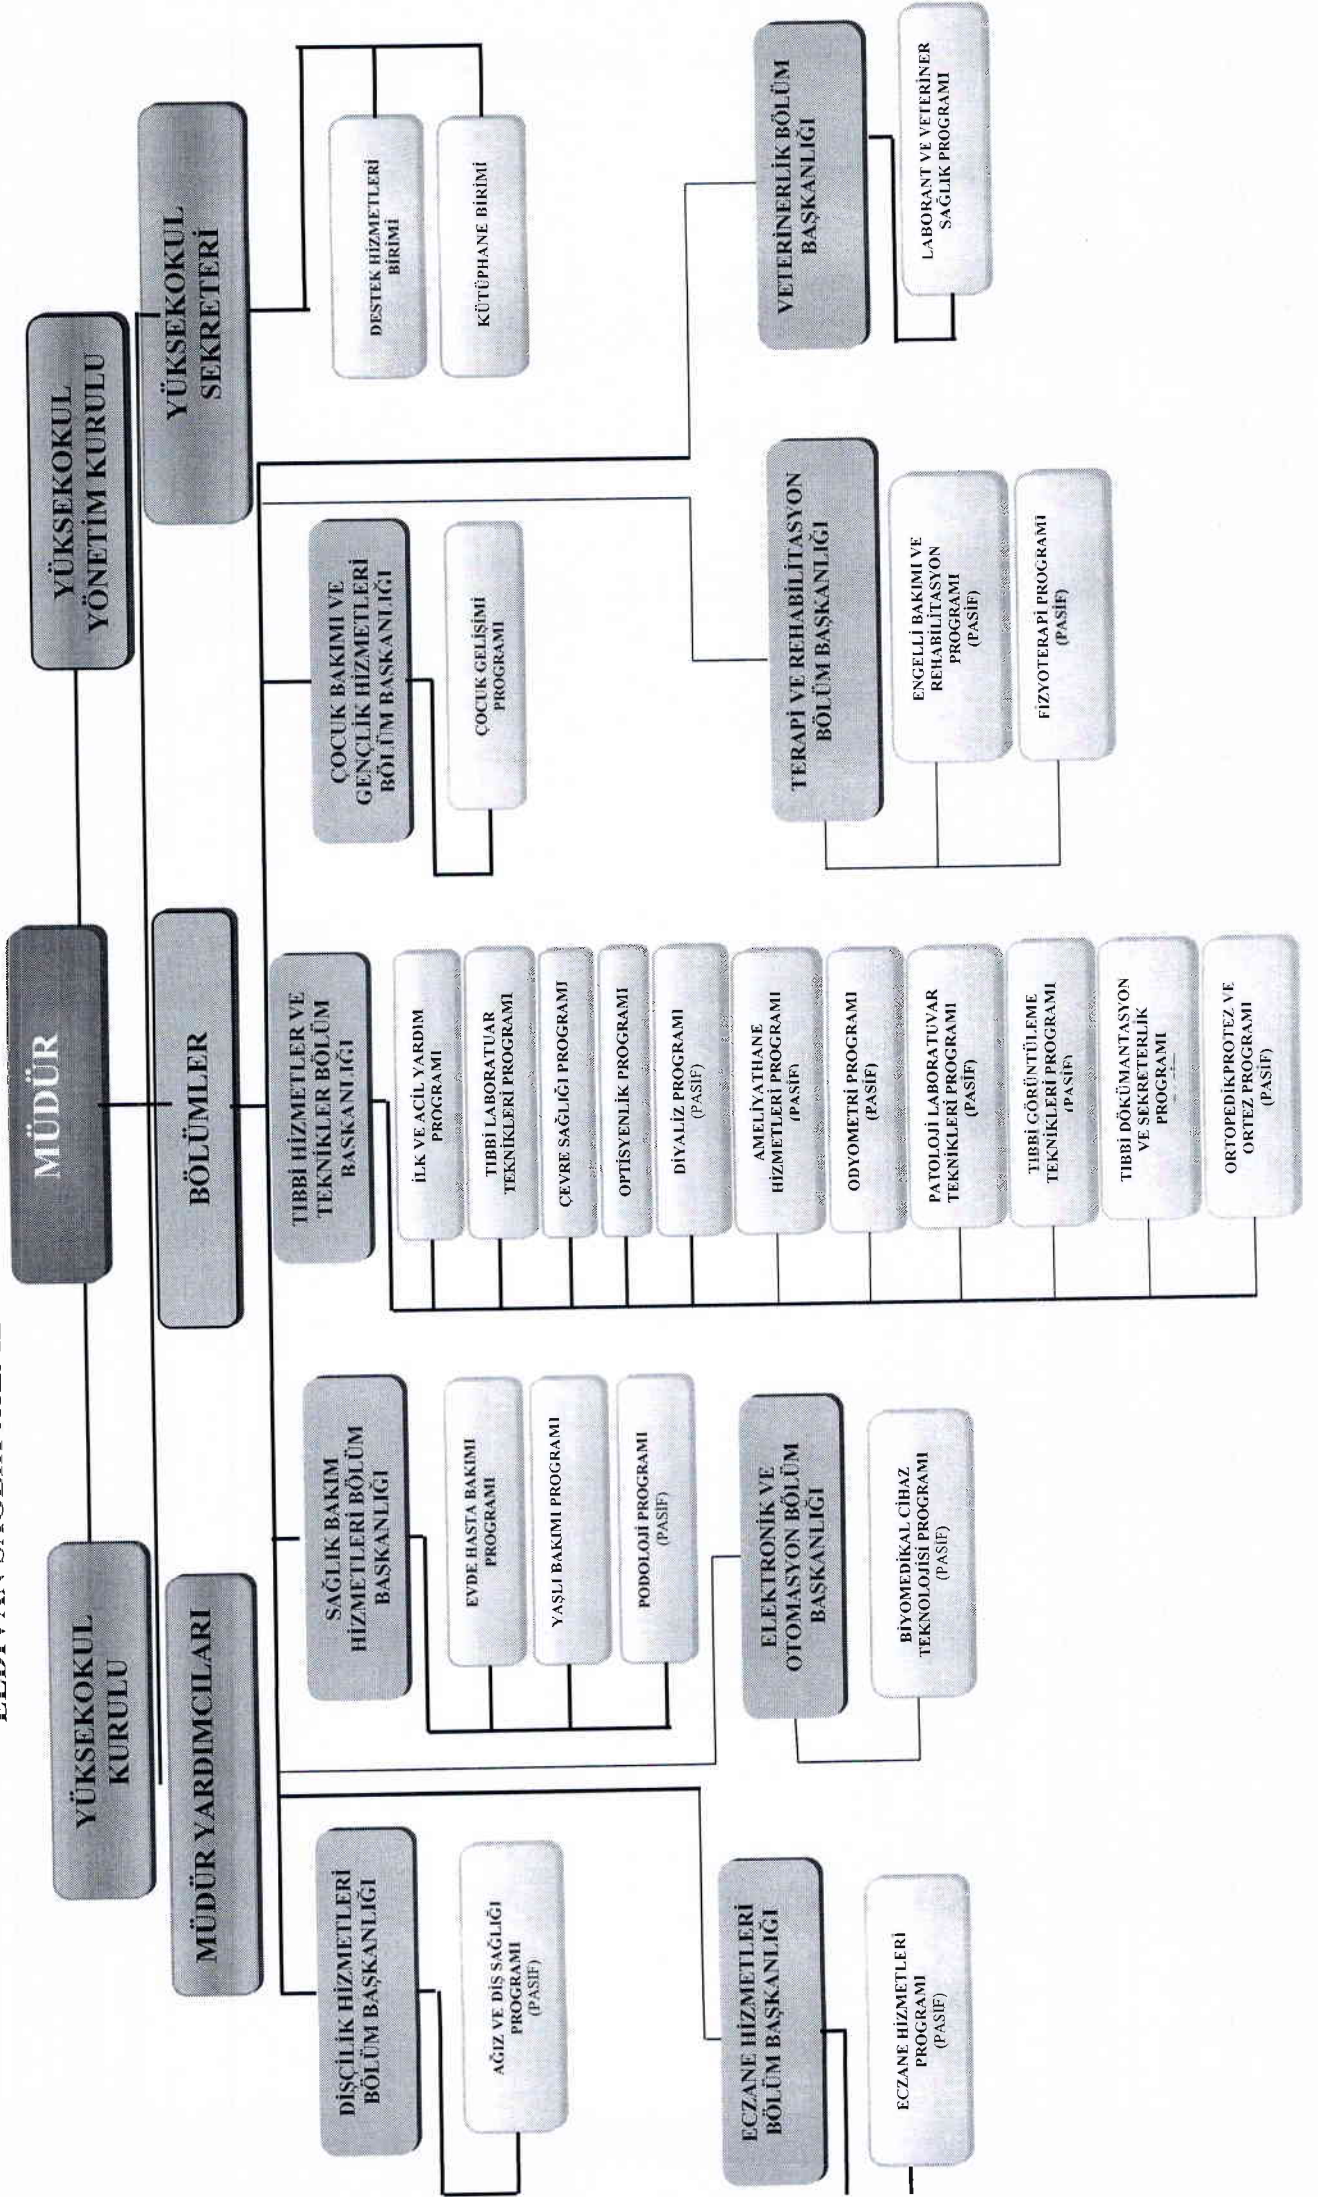 MÜDÜR
YÜKSEKOKUL
KURULU
YÜKSEKOKUL
YÖNETİM KURULU
MÜDÜR YARDIMCILARI
BÖLÜMLER
YÜKSEKOKUL
SEKRETERİ
DESTEK HİZMETLERİ
BİRİMİ
KÜTÜPHANE BİRİMİ
DİŞÇİLİK HİZMETLERİ
BÖLÜM BAŞKANLIĞI
AĞIZ VE DİŞ SAĞLIĞI
PROGRAMI
(PASİF)
SAĞLIK BAKIM
HİZMETLERİ BÖLÜM
BAŞKANLIĞI
EVDE HASTA BAKIMI
PROGRAMI
YAŞLI BAKIMI PROGRAMI
PODOLOJİ PROGRAMI
(PASİF)
TIBBİ HİZMETLER VE
TEKNİKLER BÖLÜM
BAŞKANLIĞI
İLK VE ACİL YARDIM
PROGRAMI
TIBBİ LABORATUAR
TEKNİKLERİ PROGRAMI
ÇEVRE SAĞLIĞI PROGRAMI
OPTİSYENLİK PROGRAMI
DİYALİZ PROGRAMI
(PASİF)
AMELİYATHANE
HİZMETLERİ PROGRAMI
(PASİF)
ODYOMETRİ PROGRAMI
(PASİF)
PATOLOJİ LABORATUVAR
TEKNİKLERİ PROGRAMI
(PASİF)
TIBBİ GÖRÜNTÜLEME
TEKNİKLERİ PROGRAMI
(PASİF)
TIBBİ DÖKÜMANTASYON
VE SEKRETERLİK
PROGRAMI
ORTOPEDİKPROTEZ VE
ORTEZ PROGRAMI
(PASİF)
ÇOCUK BAKIMI VE
GENÇLİK HİZMETLERİ
BÖLÜM BAŞKANLIĞI
ÇOCUK GELİŞİMİ
PROGRAMI
ECZANE HİZMETLERİ
BÖLÜM BAŞKANLIĞI
ECZANE HİZMETLERİ
PROGRAMI
(PASİF)
ELEKTRONİK VE
OTOMASYON BÖLÜM
BAŞKANLIĞI
BİYOMEDİKAL CİHAZ
TEKNOLOJİSİ PROGRAMI
(PASİF)
TERAPİ VE REHABİLİTASYON
BÖLÜM BAŞKANLIĞI
ENGELLİ BAKIMI VE
REHABİLİTASYON
PROGRAMI
(PASİF)
FİZYOTERAPİ PROGRAMI
(PASİF)
VETERİNERLİK BÖLÜM
BAŞKANLIĞI
LABORANT VE VETERİNER
SAĞLIK PROGRAMI